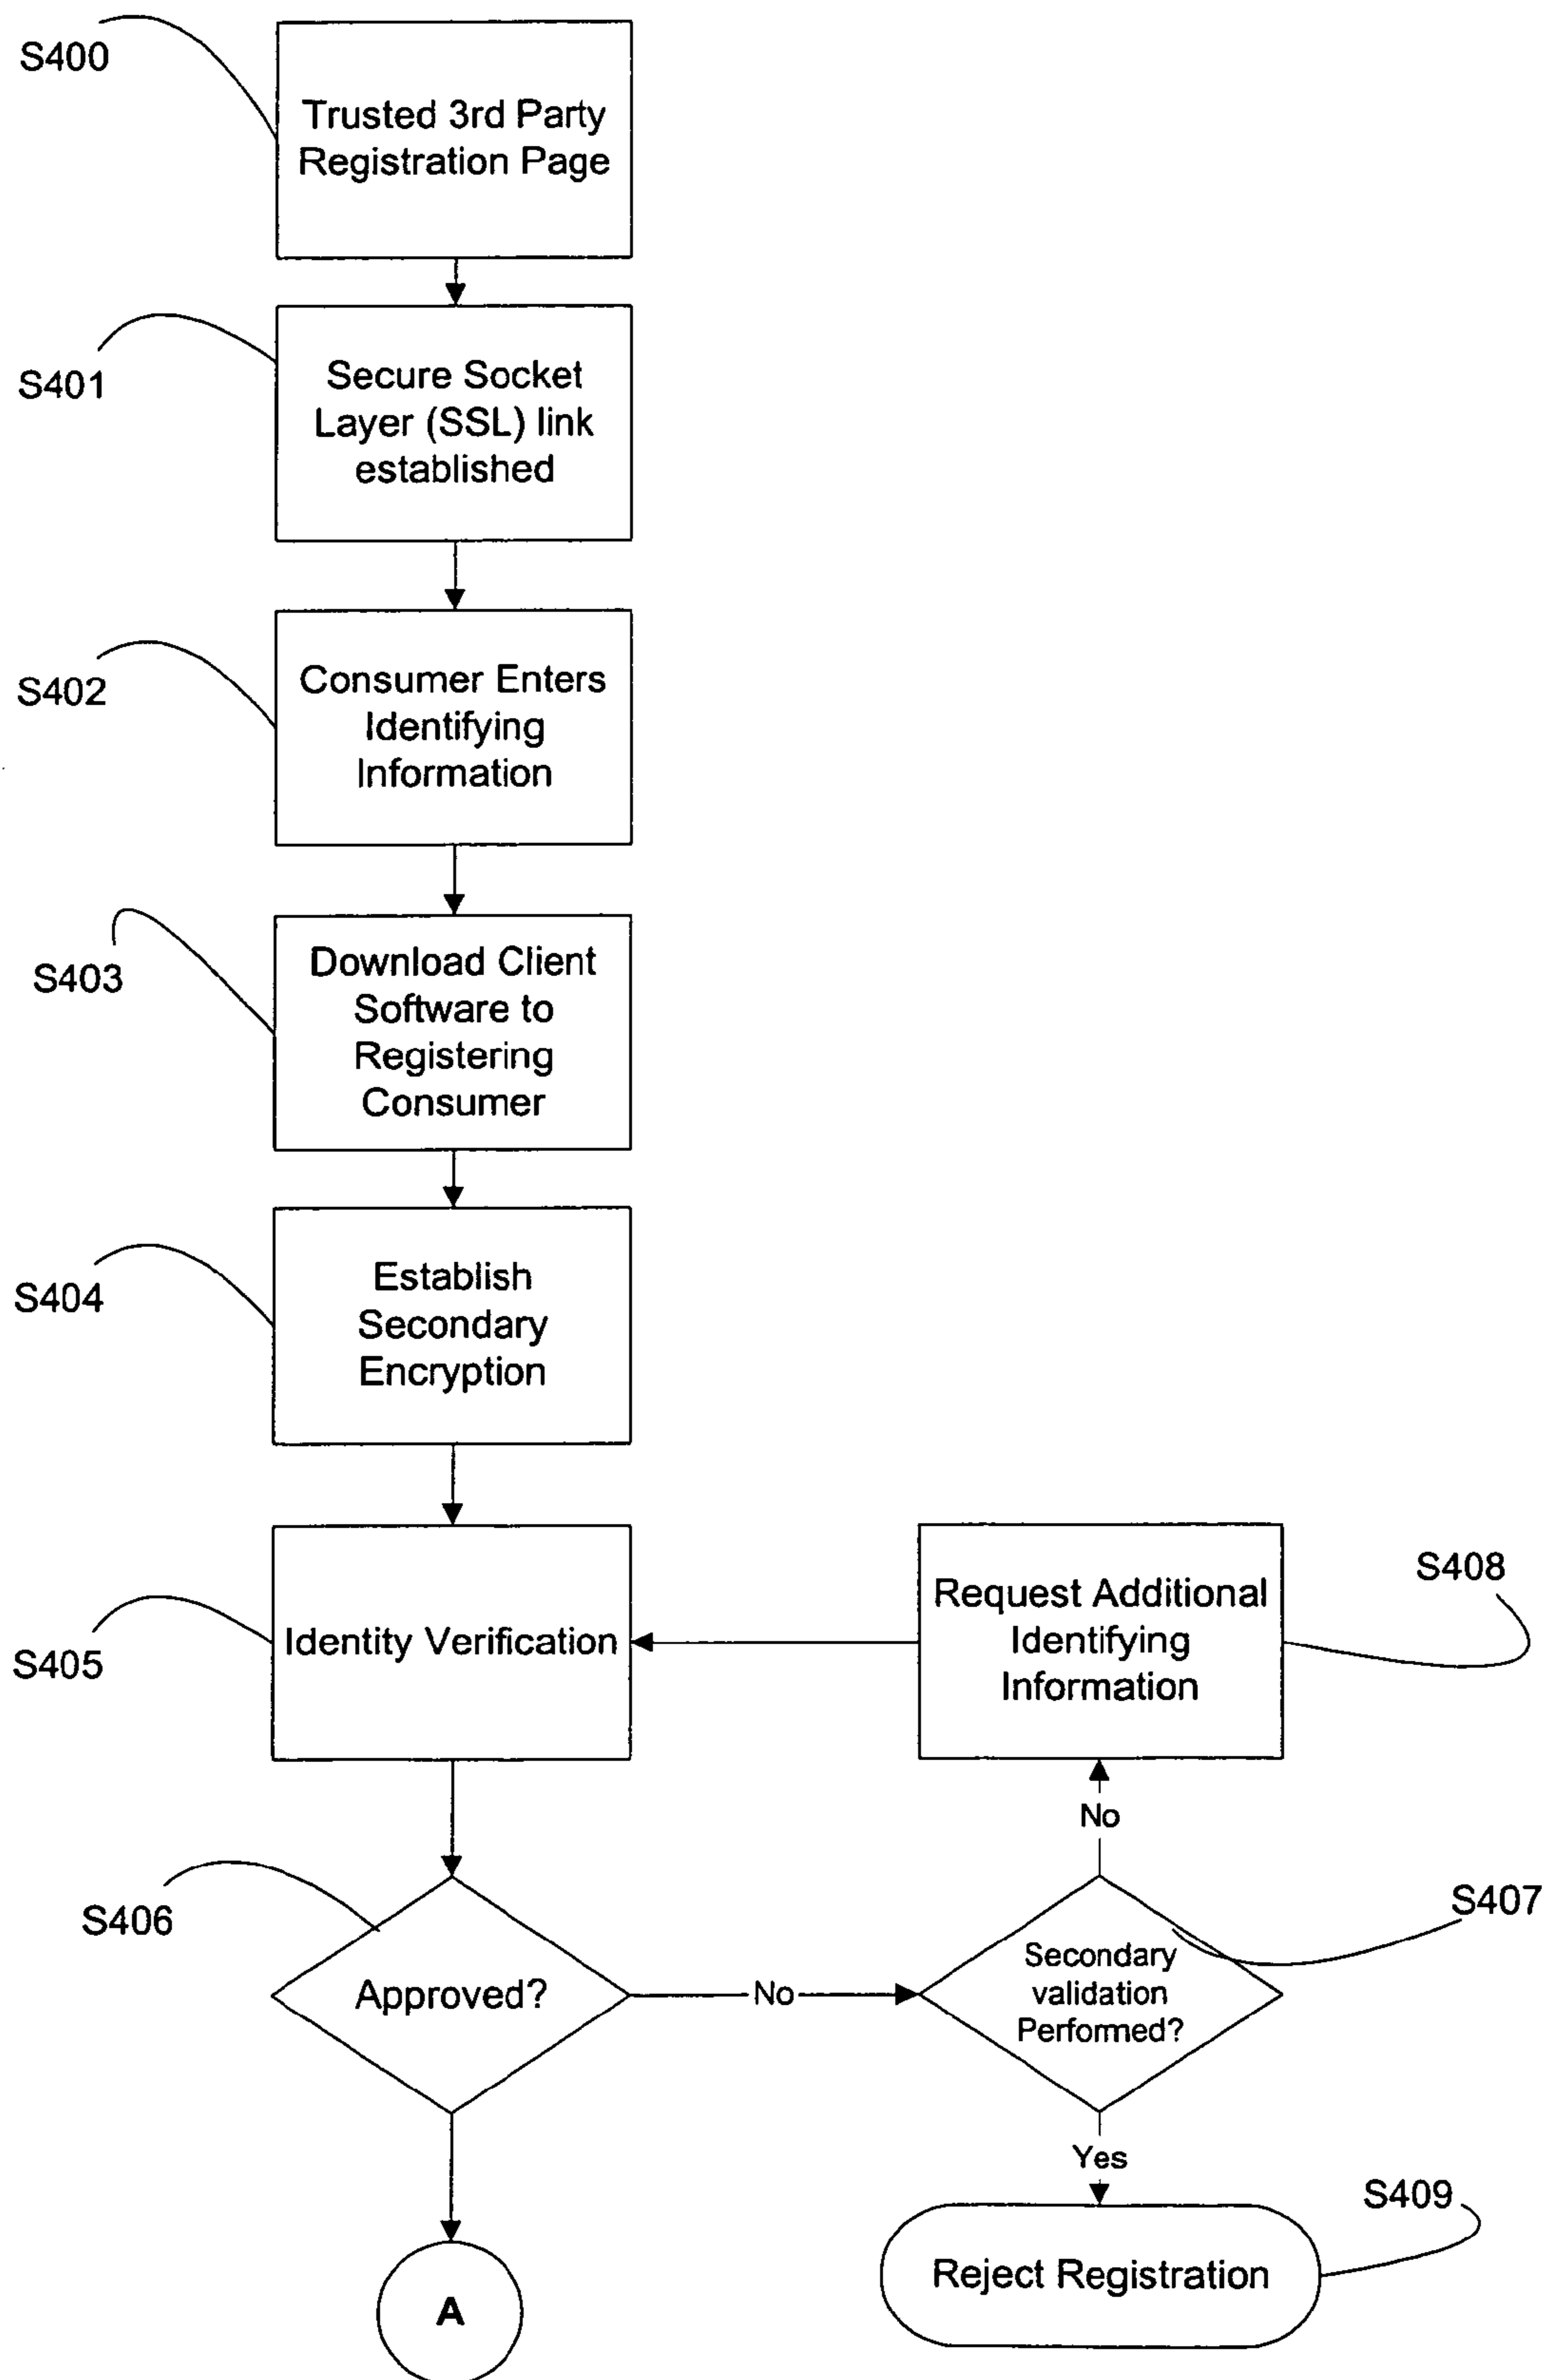 S400
Trusted 3rd Party
Registration Page
S401
Secure Socket
Layer (SSL) link
established
S402
Consumer Enters
Identifying
Information
S403
Download Client
Software to
Registering
Consumer
S404
Establish
Secondary
Encryption
S405
Identity Verification
Request Additional
Identifying
Information
S408
No
S406
Approved?
No
Secondary
validation
Performed?
S407
Yes
S409
Reject Registration
A